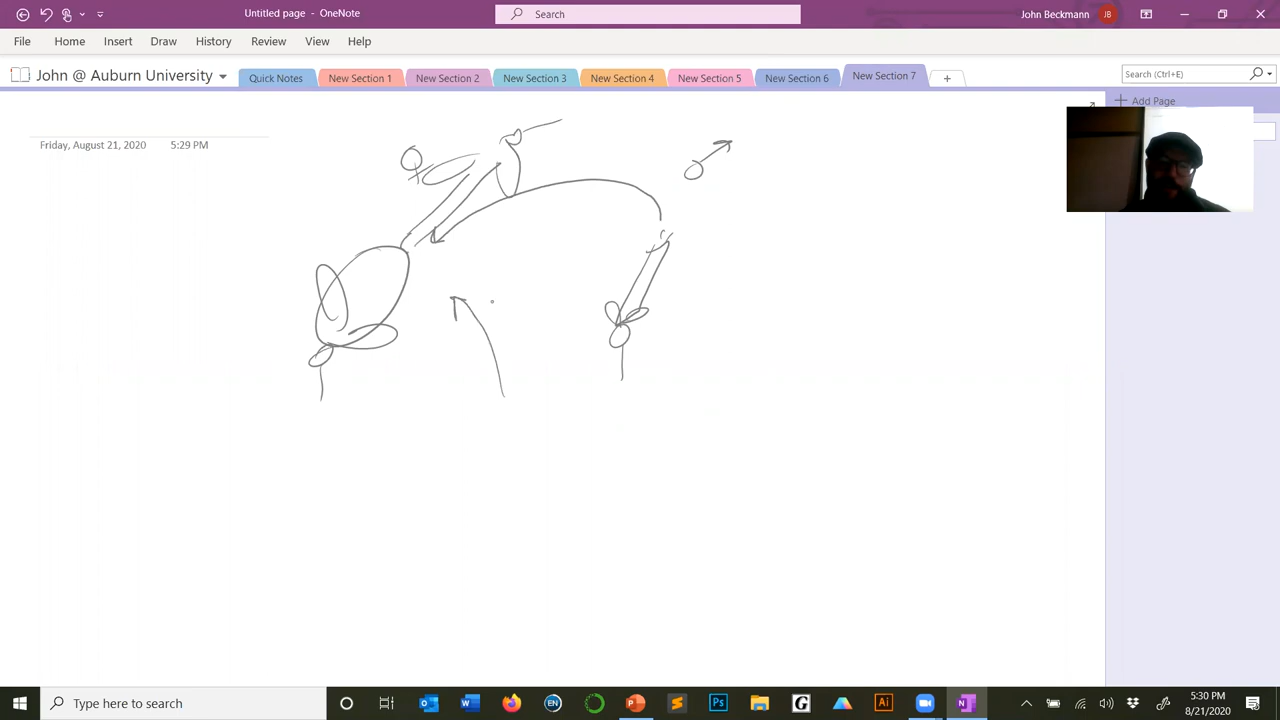 Untitled page - OneNote
Search
John Beckmann
JB
File Home Insert Draw History Review View Help
John @ Auburn University
Quick Notes
New Section 1
New Section 2
New Section 3
New Section 4
New Section 5
New Section 6
New Section 7
Search (Ctrl+E)
Add Page
Friday, August 21, 2020 5:29 PM
♀
♂
Type here to search
EN
Ps
G
Ai
5:30 PM
8/21/2020